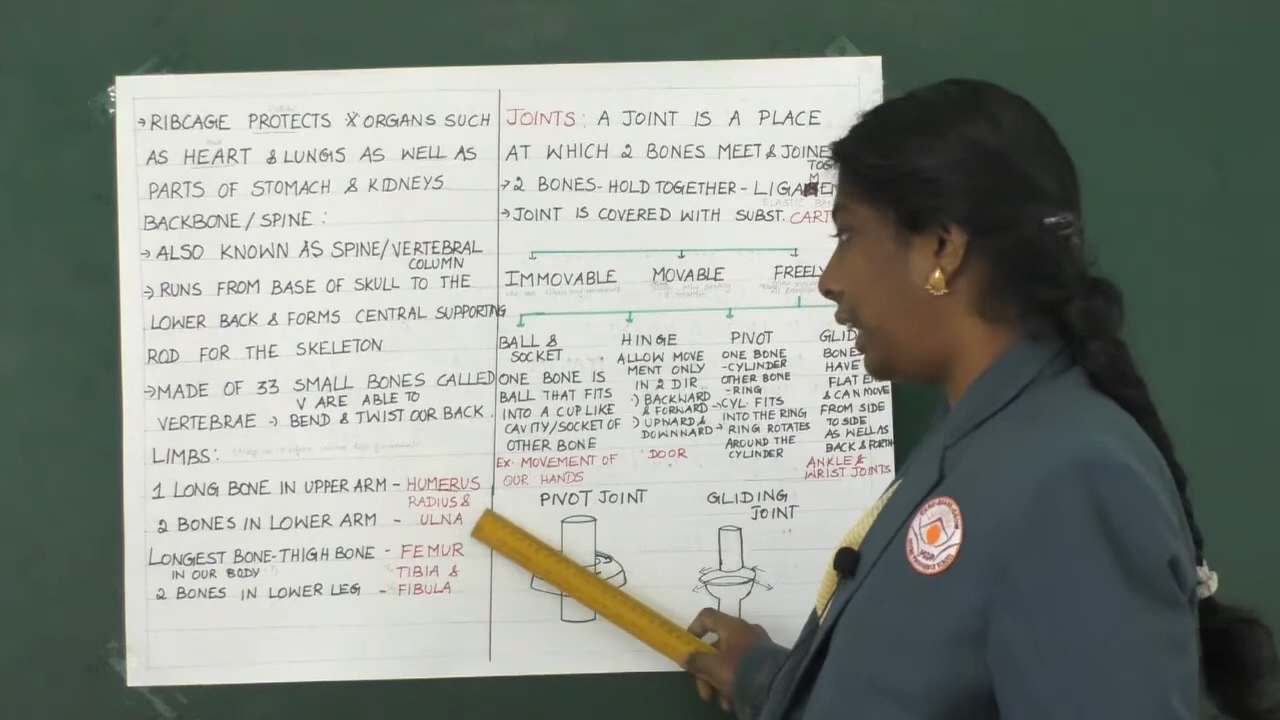 → RIBCAGE PROTECTS X ORGANS SUCH
AS HEART & LUNGS AS WELL AS
PARTS OF STOMACH & KIDNEYS
BACKBONE / SPINE :
→ ALSO KNOWN AS SPINE/VERTEBRAL
COLUMN
→ RUNS FROM BASE OF SKULL TO THE
LOWER BACK & FORMS CENTRAL SUPPORTING
ROD FOR THE SKELETON
→ MADE OF 33 SMALL BONES CALLED
V ARE ABLE TO
VERTEBRAE → BEND & TWIST OOR BACK.
LIMBS:
1 LONG BONE IN UPPER ARM - HUMERUS
RADIUS &
2 BONES IN LOWER ARM - ULNA
LONGEST BONE - THIGH BONE - FEMUR
IN OUR BODY
TIBIA &
2 BONES IN LOWER LEG - FIBULA
JOINTS: A JOINT IS A PLACE
AT WHICH 2 BONES MEET & JOINE
TOG
→ 2 BONES - HOLD TOGETHER - LIGAMEN
→ JOINT IS COVERED WITH SUBST. CART
IMMOVABLE MOVABLE FREELY
BALL &
SOCKET
ONE BONE IS
BALL THAT FITS
INTO A CUP LIKE
CAVITY/SOCKET OF
OTHER BONE
EX: MOVEMENT OF
OUR HANDS
HINGE
ALLOW MOVE
MENT ONLY
IN 2 DIR.
·) BACKWARD
& FORWARD
·) UPWARD &
DOWNWARD
DOOR
PIVOT
ONE BONE
-CYLINDER
OTHER BONE
-RING
→ CYL. FITS
INTO THE RING
→ RING ROTATES
AROUND THE
CYLINDER
GLID
BONE
HAVE
FLAT E
& CAN MOVE
FROM SIDE
TO SIDE
AS WELL AS
BACK & FORTH
ANKLE &
WRIST JOINTS
PIVOT JOINT
GLIDING
JOINT